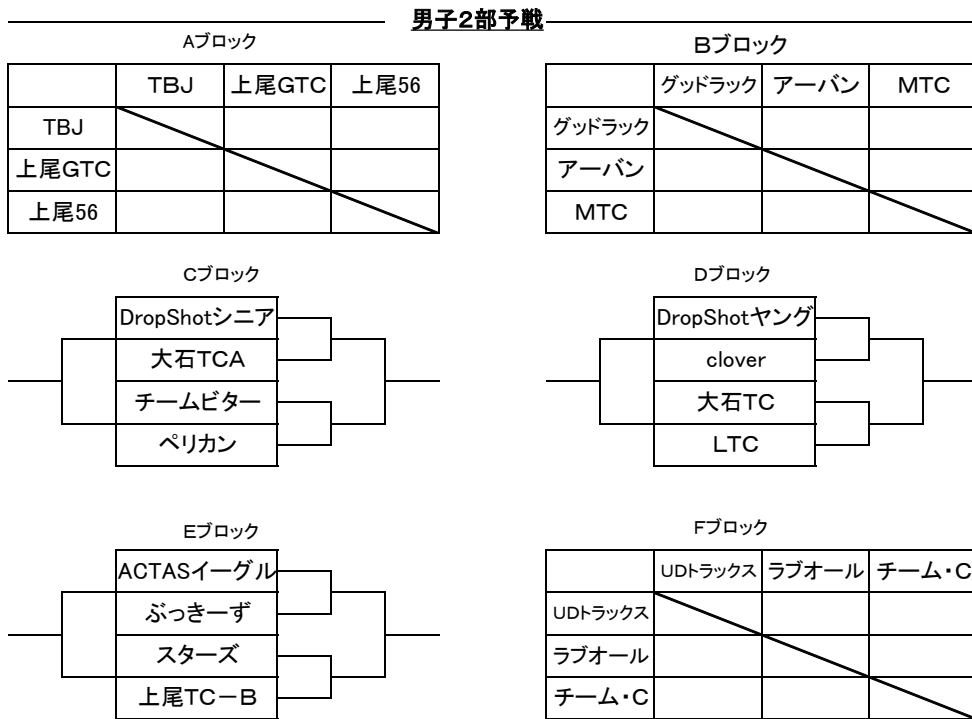 男子2部予戦
Aブロック
Bブロック
TBJ 上尾GTC 上尾56
TBJ
上尾GTC
上尾56
グッドラック アーバン MTC
グッドラック
アーバン
MTC
Cブロック
DropShotシニア
大石TCA
チームビター
ペリカン
Dブロック
DropShotヤング
clover
大石TC
LTC
Eブロック
ACTASイーグル
ぶっきーず
スターズ
上尾TC－B
Fブロック
UDトラックス ラブオール チーム・C
UDトラックス
ラブオール
チーム・C